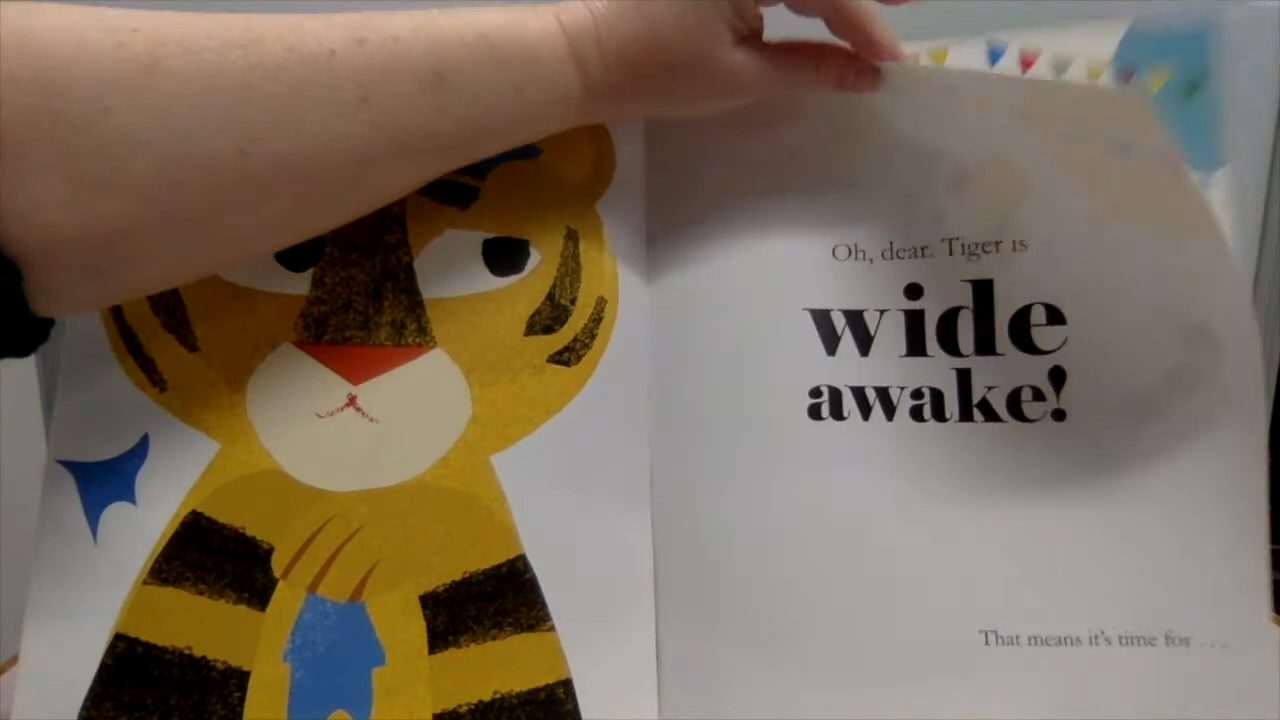 Oh, dear. Tiger is
wide
awake!
That means it's time for . . .